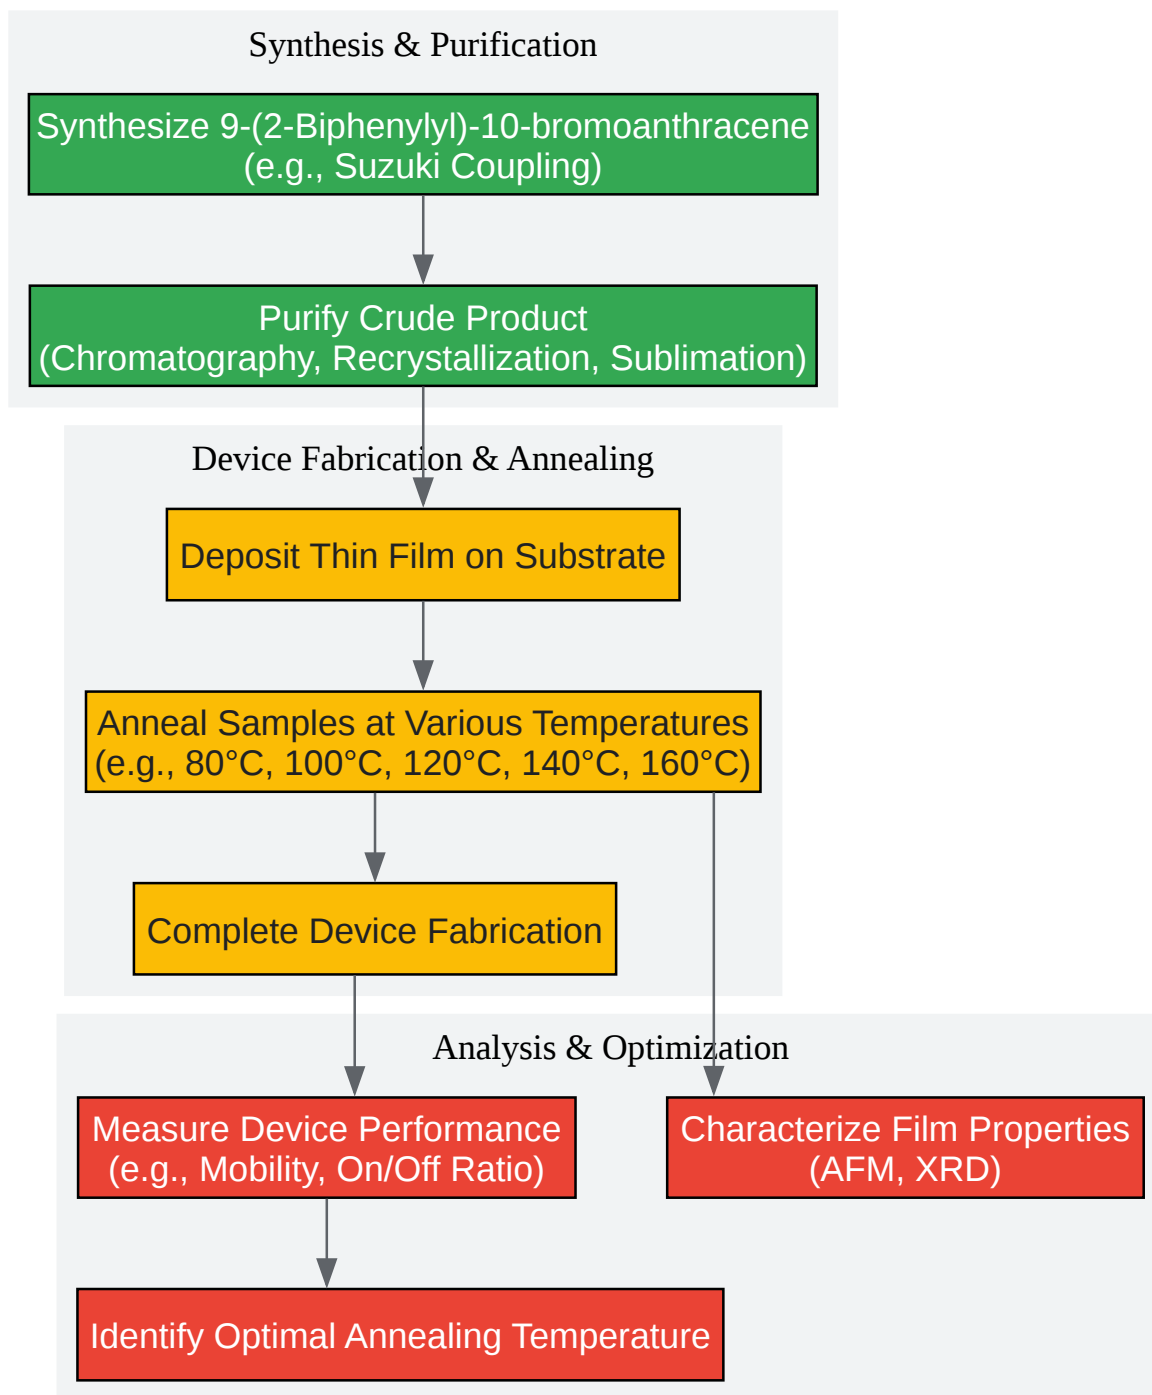 Synthesis & Purification
Synthesize 9-(2-Biphenylyl)-10-bromoanthracene
(e.g., Suzuki Coupling)
Purify Crude Product
(Chromatography, Recrystallization, Sublimation)
Device Fabrication & Annealing
Deposit Thin Film on Substrate
Anneal Samples at Various Temperatures
(e.g., 80°C, 100°C, 120°C, 140°C, 160°C)
Complete Device Fabrication
Analysis & Optimization
Measure Device Performance
(e.g., Mobility, On/Off Ratio)
Characterize Film Properties
(AFM, XRD)
Identify Optimal Annealing Temperature